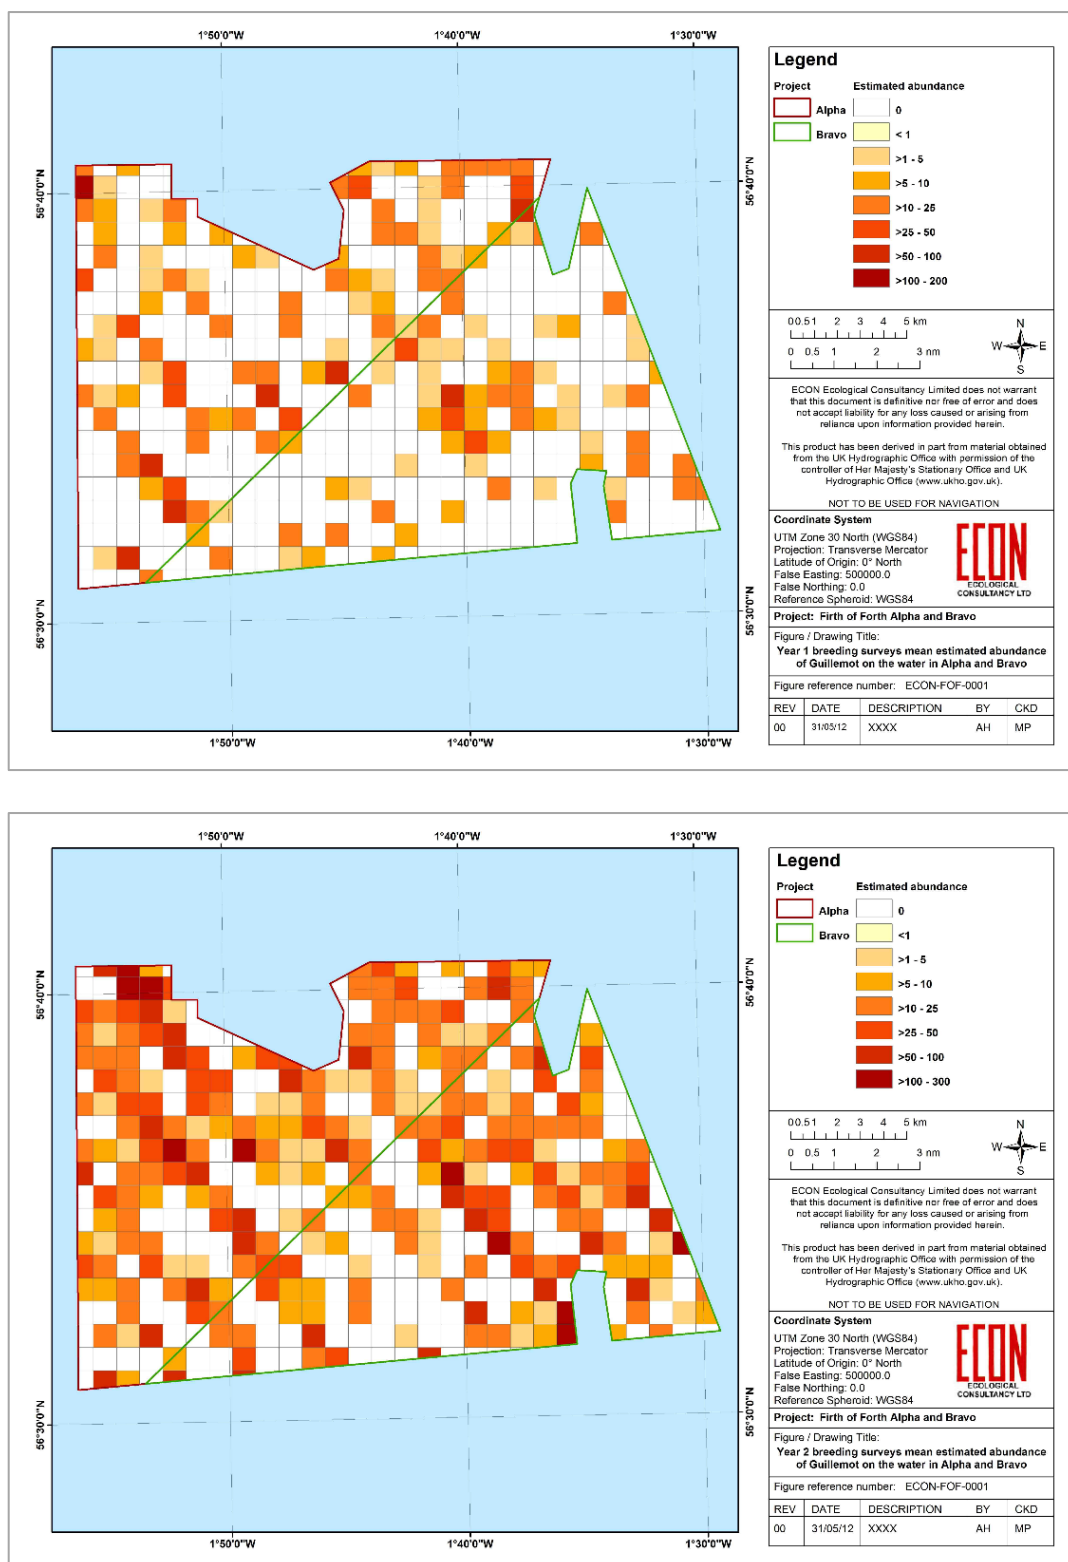 1°50'0"W
1°40'0"W
1°30'0"W
56°40'0"N
56°40'0"N
56°30'0"N
56°30'0"N
1°50'0"W
1°40'0"W
1°30'0"W
Legend
Project
Estimated abundance
Alpha
0
Bravo
< 1
>1 - 5
>5 - 10
>10 - 25
>25 - 50
>50 - 100
>100 - 200
0 0.5 1 2 3 4 5 km
0 0.5 1 2 3 nm
N
W E
S
ECON Ecological Consultancy Limited does not warrant
that this document is definitive nor free of error and does
not accept liability for any loss caused or arising from
reliance upon information provided herein.
This product has been derived in part from material obtained
from the UK Hydrographic Office with permission of the
controller of Her Majesty's Stationary Office and UK
Hydrographic Office (www.ukho.gov.uk).
NOT TO BE USED FOR NAVIGATION
Coordinate System
UTM Zone 30 North (WGS84)
Projection: Transverse Mercator
Latitude of Origin: 0° North
False Easting: 500000.0
False Northing: 0.0
Reference Spheroid: WGS84
ECON
ECOLOGICAL
CONSULTANCY LTD
Project: Firth of Forth Alpha and Bravo
Figure / Drawing Title:
Year 1 breeding surveys mean estimated abundance
of Guillemot on the water in Alpha and Bravo
Figure reference number: ECON-FOF-0001
REV DATE DESCRIPTION BY CKD
00 31/05/12 XXXX AH MP
1°50'0"W
1°40'0"W
1°30'0"W
56°40'0"N
56°40'0"N
56°30'0"N
56°30'0"N
1°50'0"W
1°40'0"W
1°30'0"W
Legend
Project
Estimated abundance
Alpha
0
Bravo
<1
>1 - 5
>5 - 10
>10 - 25
>25 - 50
>50 - 100
>100 - 300
0 0.5 1 2 3 4 5 km
0 0.5 1 2 3 nm
N
W E
S
ECON Ecological Consultancy Limited does not warrant
that this document is definitive nor free of error and does
not accept liability for any loss caused or arising from
reliance upon information provided herein.
This product has been derived in part from material obtained
from the UK Hydrographic Office with permission of the
controller of Her Majesty's Stationary Office and UK
Hydrographic Office (www.ukho.gov.uk).
NOT TO BE USED FOR NAVIGATION
Coordinate System
UTM Zone 30 North (WGS84)
Projection: Transverse Mercator
Latitude of Origin: 0° North
False Easting: 500000.0
False Northing: 0.0
Reference Spheroid: WGS84
ECON
ECOLOGICAL
CONSULTANCY LTD
Project: Firth of Forth Alpha and Bravo
Figure / Drawing Title:
Year 2 breeding surveys mean estimated abundance
of Guillemot on the water in Alpha and Bravo
Figure reference number: ECON-FOF-0001
REV DATE DESCRIPTION BY CKD
00 31/05/12 XXXX AH MP